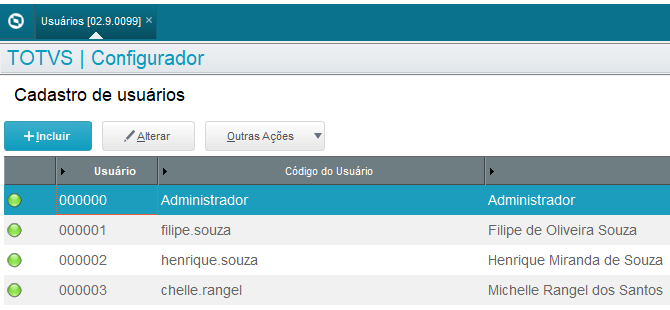 Usuários [02.9.0099] ×
TOTVS | Configurador
Cadastro de usuários
+Incluir Alterar Outras Ações
Usuário Código do Usuário
000000 Administrador Administrador
000001 filipe.souza Filipe de Oliveira Souza
000002 henrique.souza Henrique Miranda de Souza
000003 chelle.rangel Michelle Rangel dos Santos